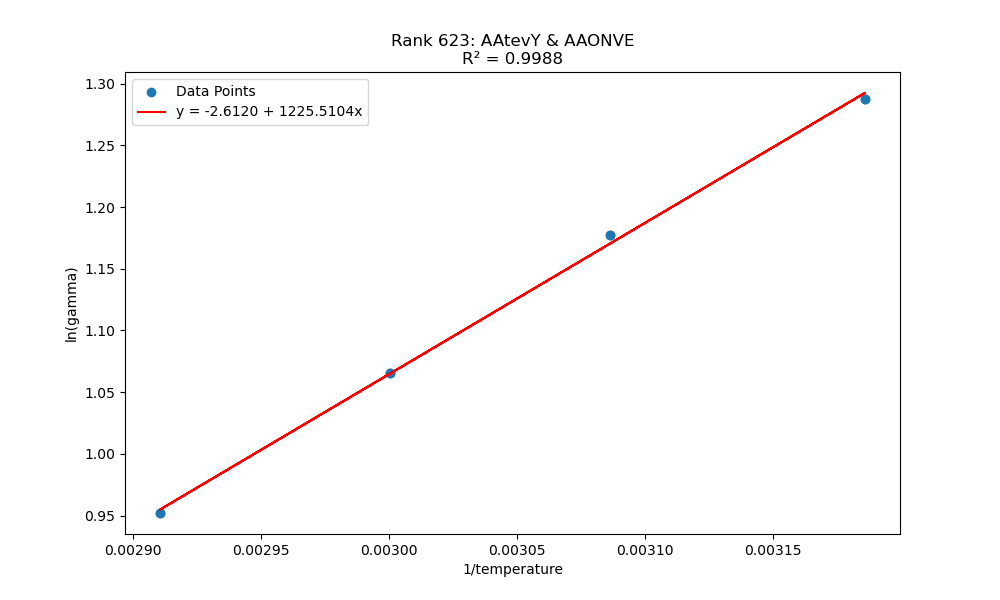 Rank 623: AAtevY & AAONVE
R² = 0.9988
Data Points
y = -2.6120 + 1225.5104x
1.30
1.25
1.20
1.15
1.10
1.05
1.00
0.95
ln(gamma)
0.00290 0.00295 0.00300 0.00305 0.00310 0.00315
1/temperature